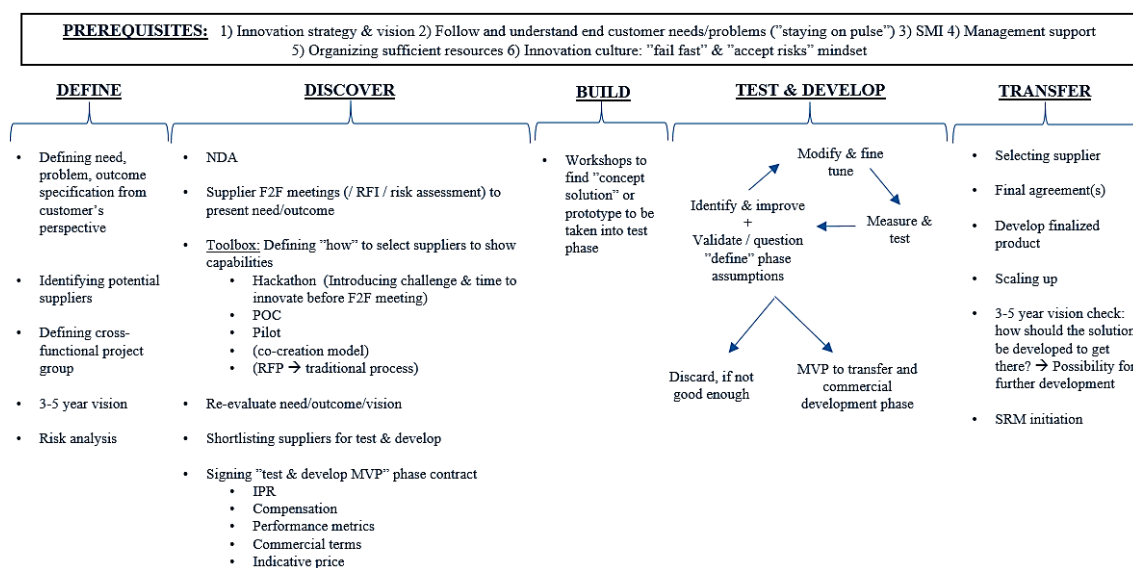 PREREQUISITES: 1) Innovation strategy & vision 2) Follow and understand end customer needs/problems ("staying on pulse") 3) SMI 4) Management support
5) Organizing sufficient resources 6) Innovation culture: "fail fast" & "accept risks" mindset
DEFINE
• Defining need,
problem, outcome
specification from
customer's
perspective
• Identifying potential
suppliers
• Defining cross-
functional project
group
• 3-5 year vision
• Risk analysis
DISCOVER
• NDA
• Supplier F2F meetings (/ RFI / risk assessment) to
present need/outcome
• Toolbox: Defining "how" to select suppliers to show
capabilities
• Hackathon (Introducing challenge & time to
innovate before F2F meeting)
• POC
• Pilot
• (co-creation model)
• (RFP → traditional process)
• Re-evaluate need/outcome/vision
• Shortlisting suppliers for test & develop
• Signing "test & develop MVP" phase contract
• IPR
• Compensation
• Performance metrics
• Commercial terms
• Indicative price
BUILD
• Workshops to
find "concept
solution" or
prototype to be
taken into test
phase
TEST & DEVELOP
Modify & fine
tune
Measure &
test
Identify & improve
+
Validate / question
"define" phase
assumptions
Discard, if not
good enough
MVP to transfer and
commercial
development phase
TRANSFER
• Selecting supplier
• Final agreement(s)
• Develop finalized
product
• Scaling up
• 3-5 year vision check:
how should the solution
be developed to get
there? → Possibility for
further development
• SRM initiation